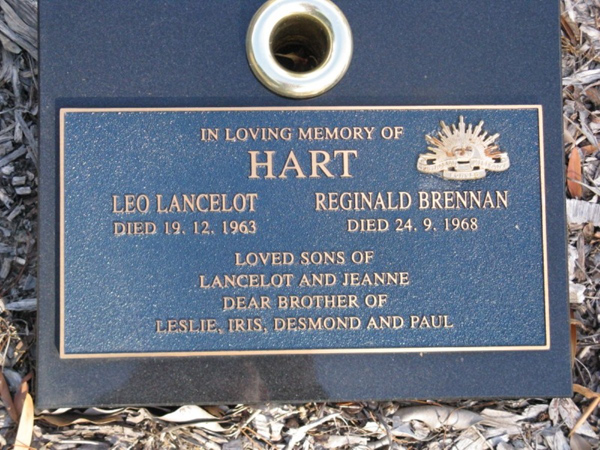 IN LOVING MEMORY OF
HART
LEO LANCELOT REGINALD BRENNAN
DIED 19. 12. 1963 DIED 24. 9. 1968
LOVED SONS OF
LANCELOT AND JEANNE
DEAR BROTHER OF
LESLIE, IRIS, DESMOND AND PAUL